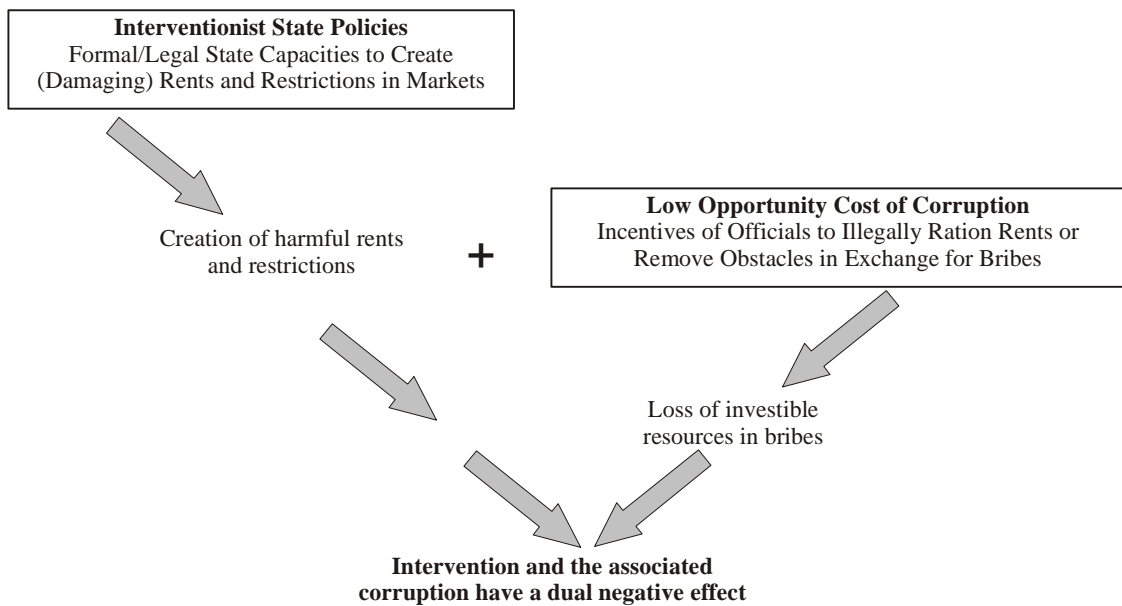 Interventionist State Policies
Formal/Legal State Capacities to Create
(Damaging) Rents and Restrictions in Markets
Creation of harmful rents
and restrictions
+
Low Opportunity Cost of Corruption
Incentives of Officials to Illegally Ration Rents or
Remove Obstacles in Exchange for Bribes
Loss of investible
resources in bribes
Intervention and the associated
corruption have a dual negative effect